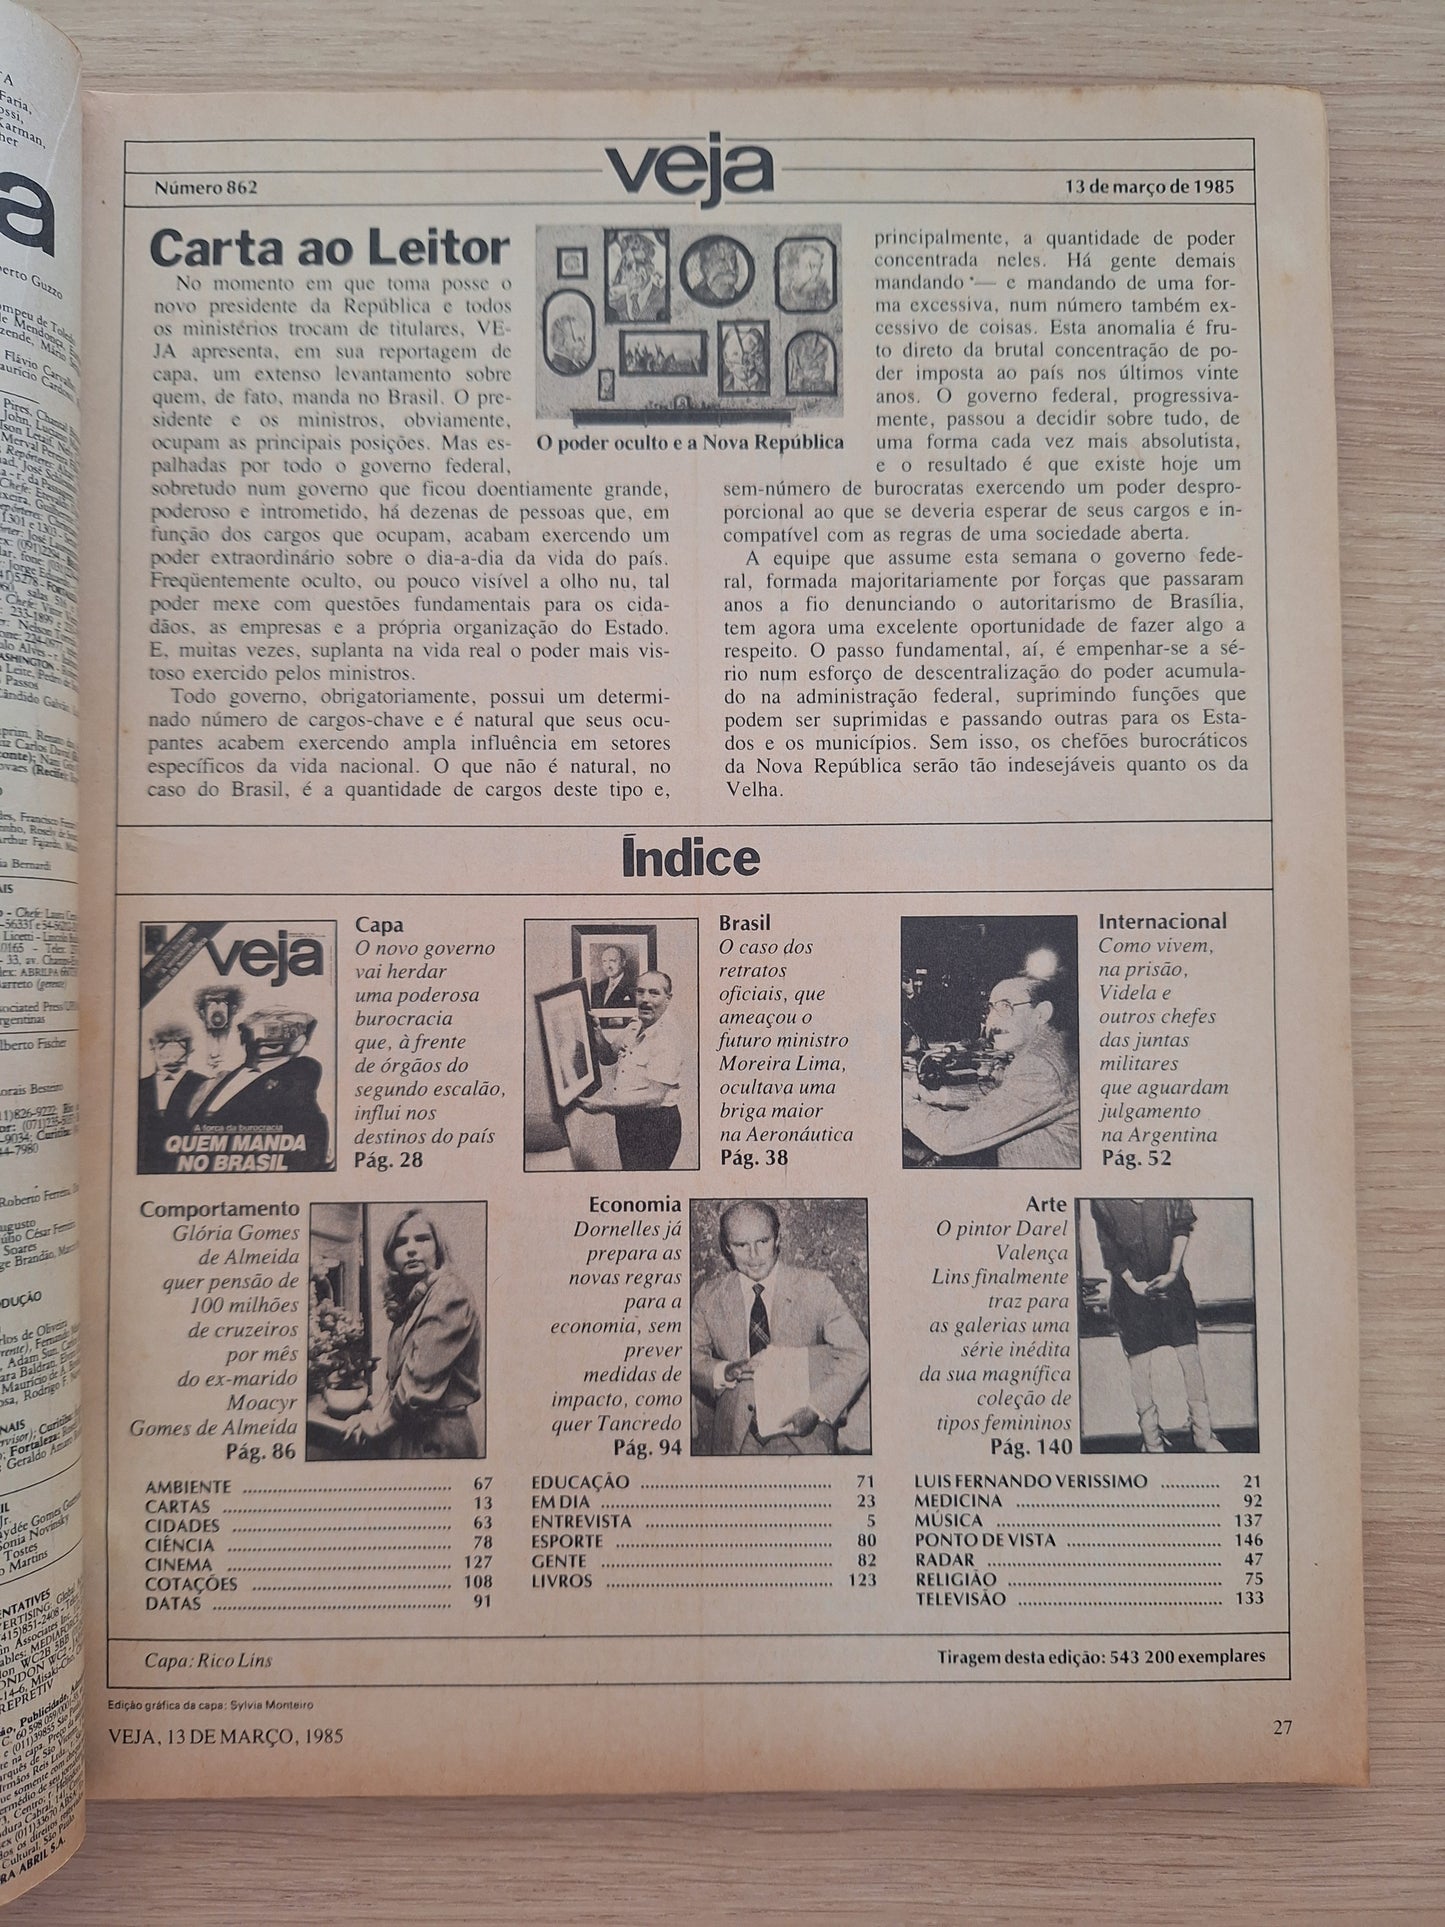 veja
Número 862
13 de março de 1985
Carta ao Leitor
No momento em que toma posse o
novo presidente da República e todos
os ministérios trocam de titulares, VE-
JA apresenta, em sua reportagem de
capa, um extenso levantamento sobre
quem, de fato, manda no Brasil. O pre-
sidente e os ministros, obviamente,
ocupam as principais posições. Mas es-
palhadas por todo o governo federal,
sobretudo num governo que ficou doentiamente grande,
poderoso e intrometido, há dezenas de pessoas que, em
função dos cargos que ocupam, acabam exercendo um
poder extraordinário sobre o dia-a-dia da vida do país.
Freqüentemente oculto, ou pouco visível a olho nu, tal
poder mexe com questões fundamentais para os cida-
dãos, as empresas e a própria organização do Estado.
E, muitas vezes, suplanta na vida real o poder mais vis-
toso exercido pelos ministros.
Todo governo, obrigatoriamente, possui um determi-
nado número de cargos-chave e é natural que seus ocu-
pantes acabem exercendo ampla influência em setores
específicos da vida nacional. O que não é natural, no
caso do Brasil, é a quantidade de cargos deste tipo e,
O poder oculto e a Nova República
principalmente, a quantidade de poder
concentrada neles. Há gente demais
mandando — e mandando de uma for-
ma excessiva, num número também ex-
cessivo de coisas. Esta anomalia é fru-
to direto da brutal concentração de po-
der imposta ao país nos últimos vinte
anos. O governo federal, progressiva-
mente, passou a decidir sobre tudo, de
uma forma cada vez mais absolutista,
e o resultado é que existe hoje um
sem-número de burocratas exercendo um poder despro-
porcional ao que se deveria esperar de seus cargos e in-
compatível com as regras de uma sociedade aberta.
A equipe que assume esta semana o governo fede-
ral, formada majoritariamente por forças que passaram
anos a fio denunciando o autoritarismo de Brasília,
tem agora uma excelente oportunidade de fazer algo a
respeito. O passo fundamental, aí, é empenhar-se a sé-
rio num esforço de descentralização do poder acumula-
do na administração federal, suprimindo funções que
podem ser suprimidas e passando outras para os Esta-
dos e os municípios. Sem isso, os chefões burocráticos
da Nova República serão tão indesejáveis quanto os da
Velha.
Índice
veja
A força da burocracia
QUEM MANDA
NO BRASIL
Capa
O novo governo
vai herdar
uma poderosa
burocracia
que, à frente
de órgãos do
segundo escalão,
influi nos
destinos do país
Pág. 28
Brasil
O caso dos
retratos
oficiais, que
ameaçou o
futuro ministro
Moreira Lima,
ocultava uma
briga maior
na Aeronáutica
Pág. 38
Internacional
Como vivem,
na prisão,
Videla e
outros chefes
das juntas
militares
que aguardam
julgamento
na Argentina
Pág. 52
Comportamento
Glória Gomes
de Almeida
quer pensão de
100 milhões
de cruzeiros
por mês
do ex-marido
Moacyr
Gomes de Almeida
Pág. 86
Economia
Dornelles já
prepara as
novas regras
para a
economia, sem
prever
medidas de
impacto, como
quer Tancredo
Pág. 94
Arte
O pintor Darel
Valença
Lins finalmente
traz para
as galerias uma
série inédita
da sua magnífica
coleção de
tipos femininos
Pág. 140
AMBIENTE 67
CARTAS 13
CIDADES 63
CIÊNCIA 78
CINEMA 127
COTAÇÕES 108
DATAS 91
EDUCAÇÃO 71
EM DIA 23
ENTREVISTA 5
ESPORTE 80
GENTE 82
LIVROS 123
LUIS FERNANDO VERISSIMO 21
MEDICINA 92
MÚSICA 137
PONTO DE VISTA 146
RADAR 47
RELIGIÃO 75
TELEVISÃO 133
Capa: Rico Lins
Tiragem desta edição: 543 200 exemplares
Edição gráfica da capa: Sylvia Monteiro
VEJA, 13 DE MARÇO, 1985
27